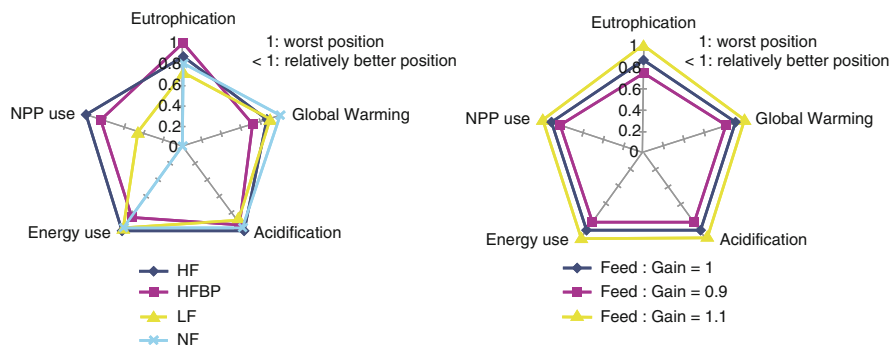 Eutrophication
1: worst position
< 1: relatively better position
1
0.8
0.6
0.4
0.2
0
NPP use
Global Warming
Energy use
Acidification
HF
HFBP
LF
NF
Eutrophication
1: worst position
< 1: relatively better position
1
0.8
0.6
0.4
0.2
0
NPP use
Global Warming
Energy use
Acidification
Feed : Gain = 1
Feed : Gain = 0.9
Feed : Gain = 1.1